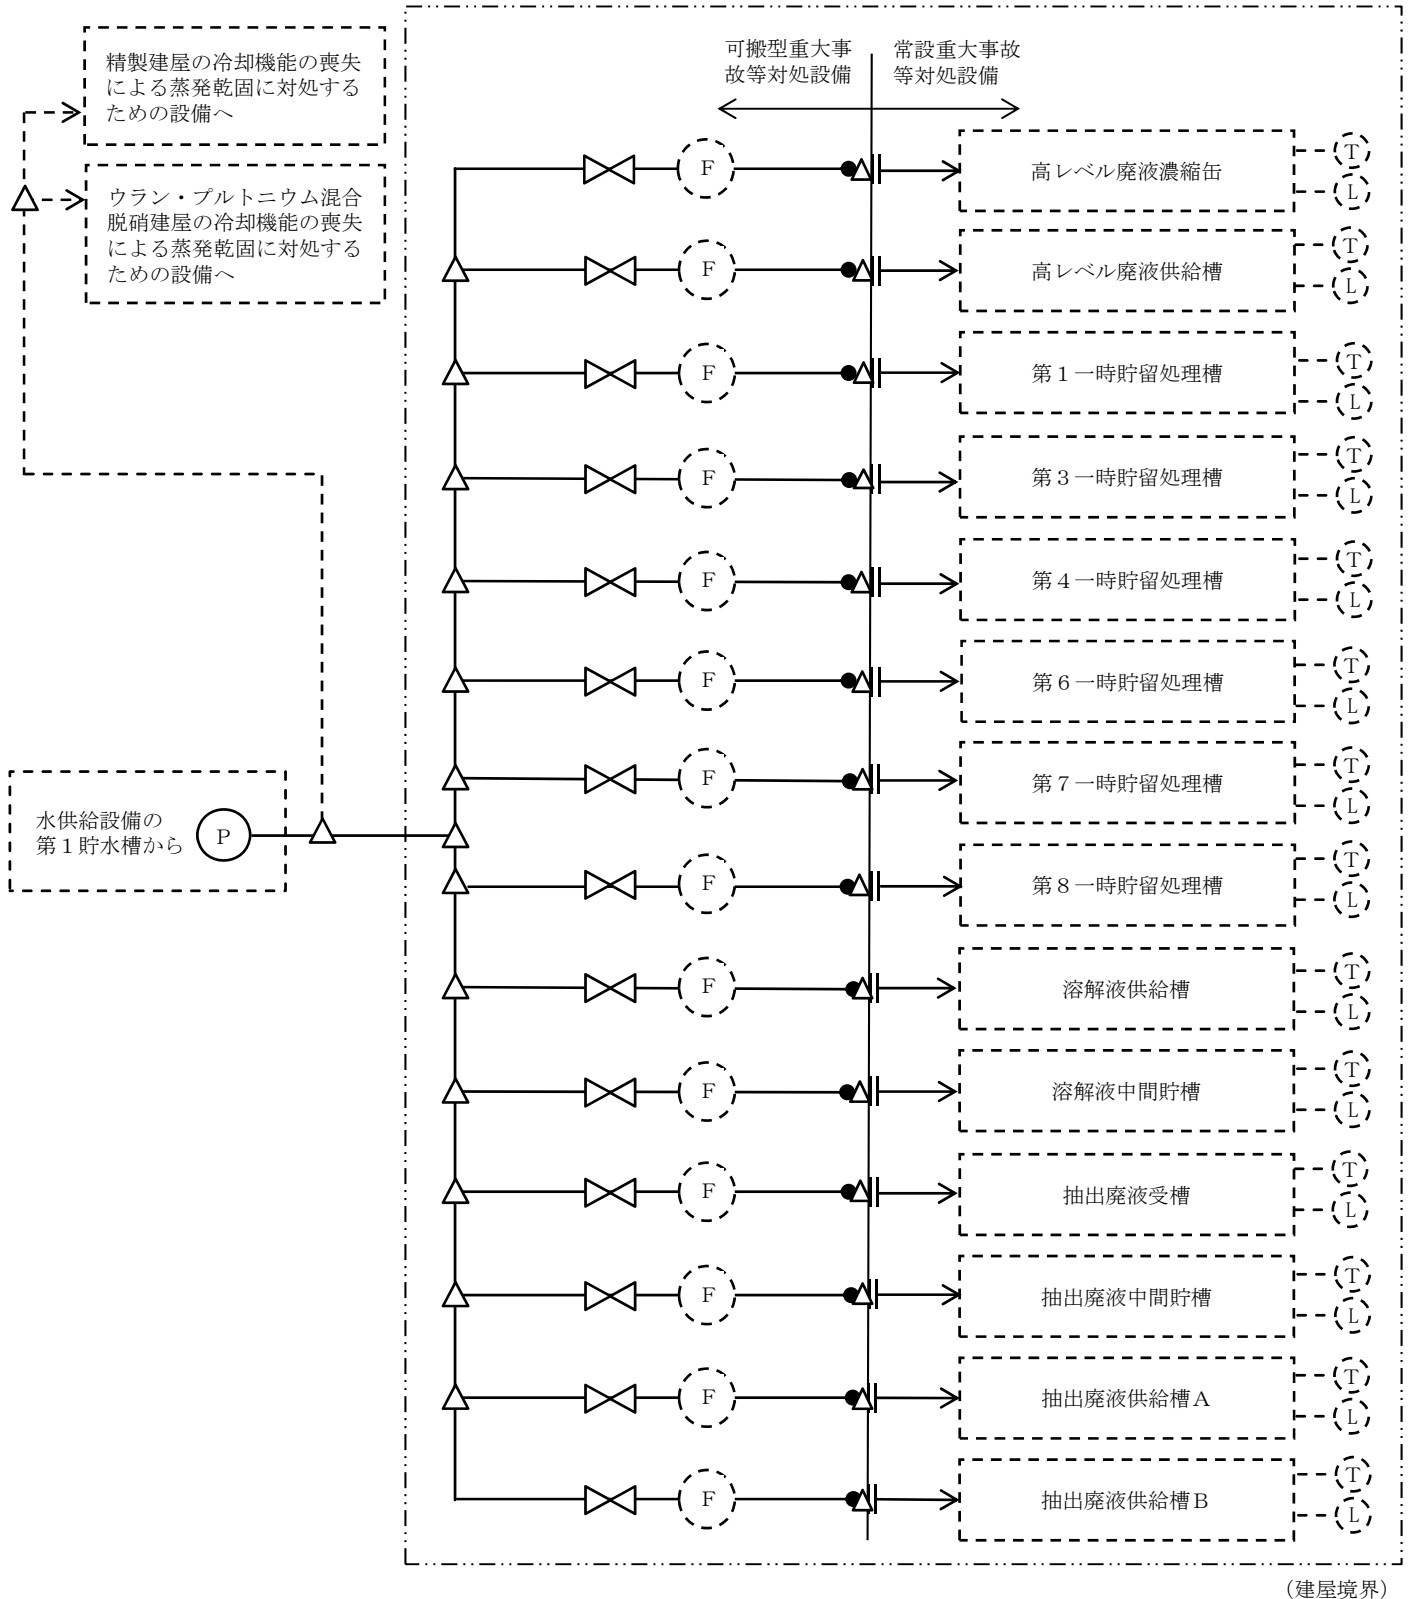 精製建屋の冷却機能の喪失
による蒸発乾固に対処する
ための設備へ
ウラン・プルトニウム混合
脱硝建屋の冷却機能の喪失
による蒸発乾固に対処する
ための設備へ
水供給設備の
第１貯水槽から
P
可搬型重大事
故等対処設備
常設重大事故
等対処設備
F
高レベル廃液濃縮缶
T
L
F
高レベル廃液供給槽
T
L
F
第１一時貯留処理槽
T
L
F
第３一時貯留処理槽
T
L
F
第４一時貯留処理槽
T
L
F
第６一時貯留処理槽
T
L
F
第７一時貯留処理槽
T
L
F
第８一時貯留処理槽
T
L
F
溶解液供給槽
T
L
F
溶解液中間貯槽
T
L
F
抽出廃液受槽
T
L
F
抽出廃液中間貯槽
T
L
F
抽出廃液供給槽Ａ
T
L
F
抽出廃液供給槽Ｂ
T
L
（建屋境界）